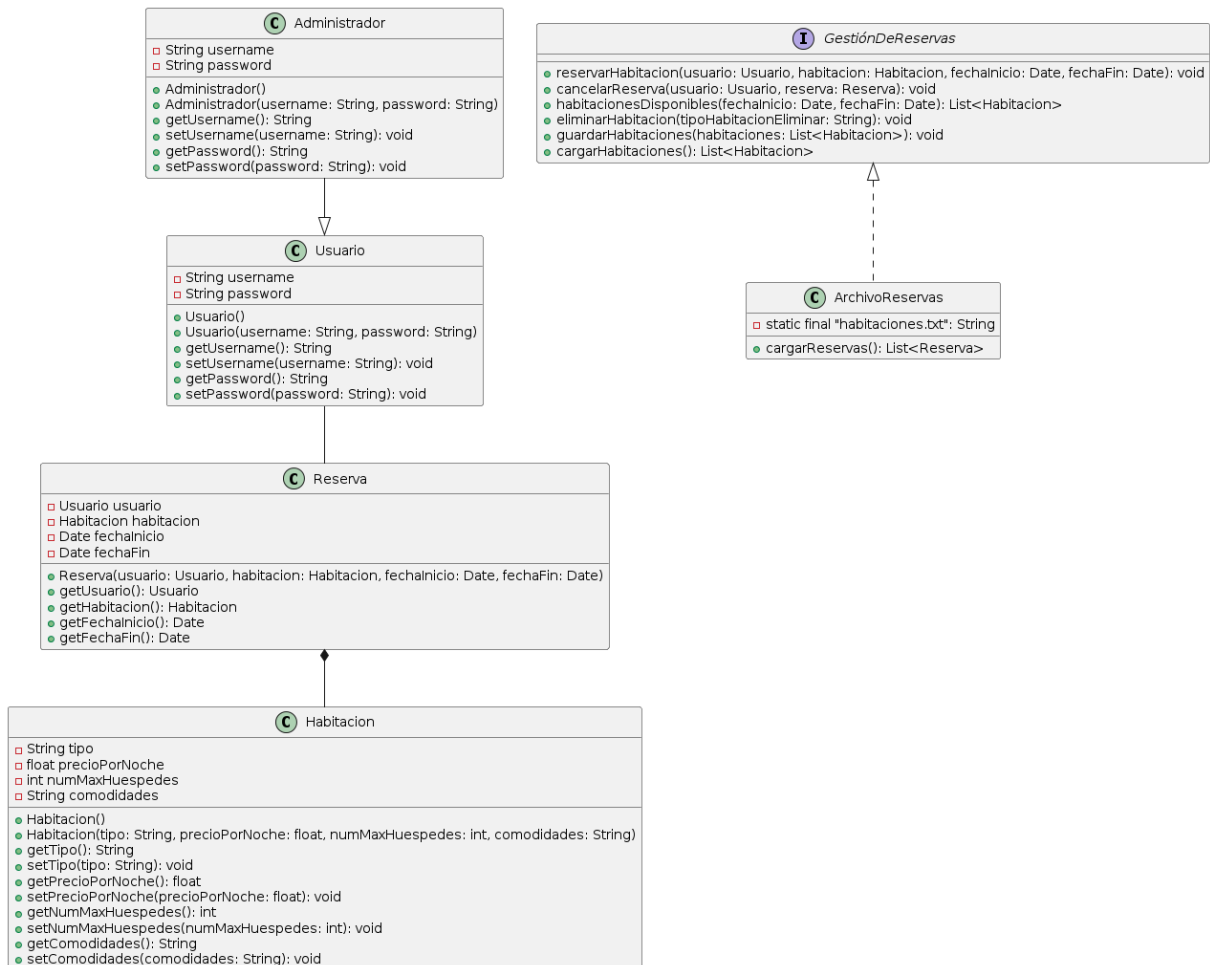 C Administrador
String username
String password
Administrador()
Administrador(username: String, password: String)
getUsername(): String
setUsername(username: String): void
getPassword(): String
setPassword(password: String): void
I GestiónDeReservas
reservarHabitacion(usuario: Usuario, habitacion: Habitacion, fechaInicio: Date, fechaFin: Date): void
cancelarReserva(usuario: Usuario, reserva: Reserva): void
habitacionesDisponibles(fechaInicio: Date, fechaFin: Date): List<Habitacion>
eliminarHabitacion(tipoHabitacionEliminar: String): void
guardarHabitaciones(habitaciones: List<Habitacion>): void
cargarHabitaciones(): List<Habitacion>
C Usuario
String username
String password
Usuario()
Usuario(username: String, password: String)
getUsername(): String
setUsername(username: String): void
getPassword(): String
setPassword(password: String): void
C ArchivoReservas
static final "habitaciones.txt": String
cargarReservas(): List<Reserva>
C Reserva
Usuario usuario
Habitacion habitacion
Date fechaInicio
Date fechaFin
Reserva(usuario: Usuario, habitacion: Habitacion, fechaInicio: Date, fechaFin: Date)
getUsuario(): Usuario
getHabitacion(): Habitacion
getFechaInicio(): Date
getFechaFin(): Date
C Habitacion
String tipo
float precioPorNoche
int numMaxHuespedes
String comodidades
Habitacion()
Habitacion(tipo: String, precioPorNoche: float, numMaxHuespedes: int, comodidades: String)
getTipo(): String
setTipo(tipo: String): void
getPrecioPorNoche(): float
setPrecioPorNoche(precioPorNoche: float): void
getNumMaxHuespedes(): int
setNumMaxHuespedes(numMaxHuespedes: int): void
getComodidades(): String
setComodidades(comodidades: String): void